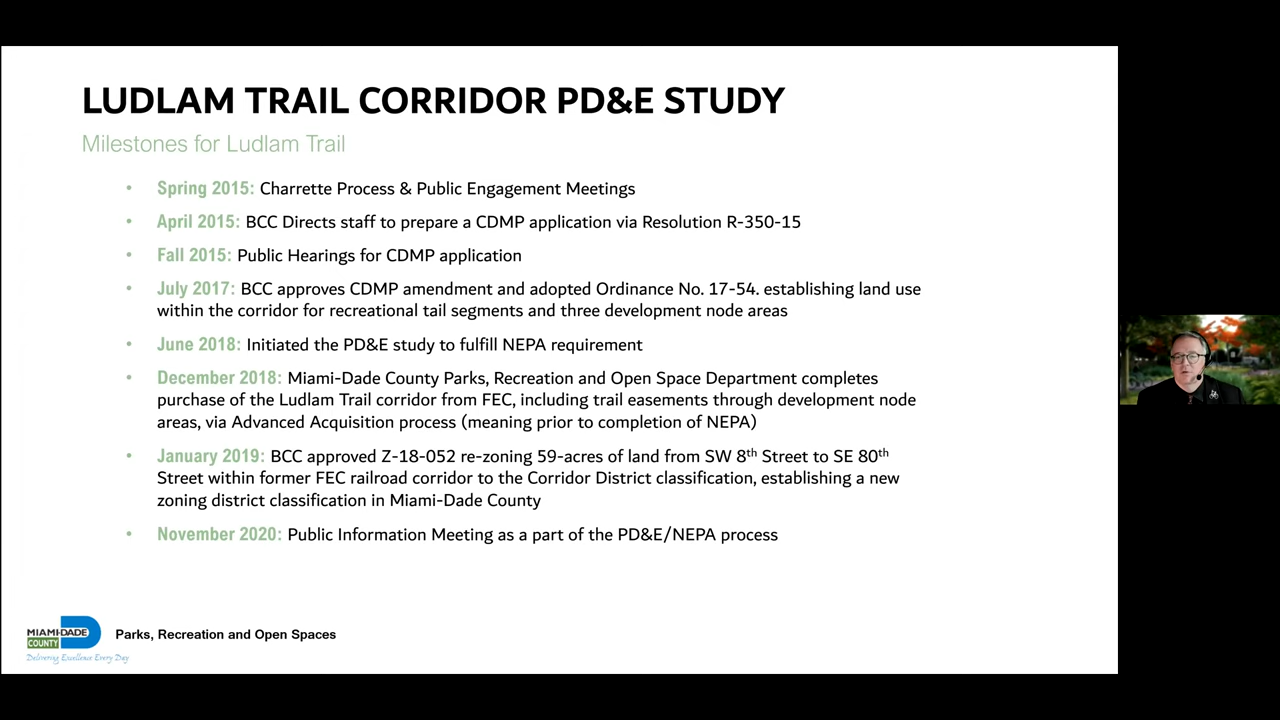 LUDLAM TRAIL CORRIDOR PD&E STUDY
Milestones for Ludlam Trail
• Spring 2015: Charrette Process & Public Engagement Meetings
• April 2015: BCC Directs staff to prepare a CDMP application via Resolution R-350-15
• Fall 2015: Public Hearings for CDMP application
• July 2017: BCC approves CDMP amendment and adopted Ordinance No. 17-54. establishing land use
within the corridor for recreational tail segments and three development node areas
• June 2018: Initiated the PD&E study to fulfill NEPA requirement
• December 2018: Miami-Dade County Parks, Recreation and Open Space Department completes
purchase of the Ludlam Trail corridor from FEC, including trail easements through development node
areas, via Advanced Acquisition process (meaning prior to completion of NEPA)
• January 2019: BCC approved Z-18-052 re-zoning 59-acres of land from SW 8th Street to SE 80th
Street within former FEC railroad corridor to the Corridor District classification, establishing a new
zoning district classification in Miami-Dade County
• November 2020: Public Information Meeting as a part of the PD&E/NEPA process
MIAMI-DADE
COUNTY
Delivering Excellence Every Day
Parks, Recreation and Open Spaces